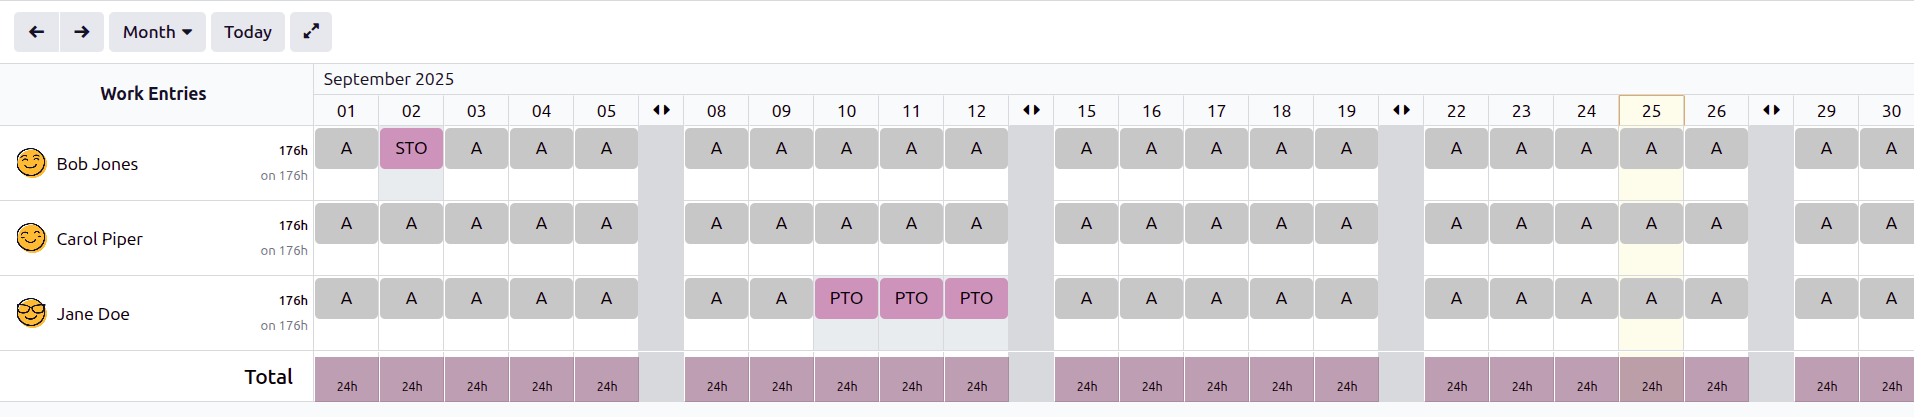 Month Today
Work Entries
September 2025
01 02 03 04 05 08 09 10 11 12 15 16 17 18 19 22 23 24 25 26 29 30
Bob Jones 176h on 176h A STO A A A A A A A A A A A A A A A A A A A A
Carol Piper 176h on 176h A A A A A A A A A A A A A A A A A A A A A A
Jane Doe 176h on 176h A A A A A A A PTO PTO PTO A A A A A A A A A A A A
Total 24h 24h 24h 24h 24h 24h 24h 24h 24h 24h 24h 24h 24h 24h 24h 24h 24h 24h 24h 24h 24h 24h